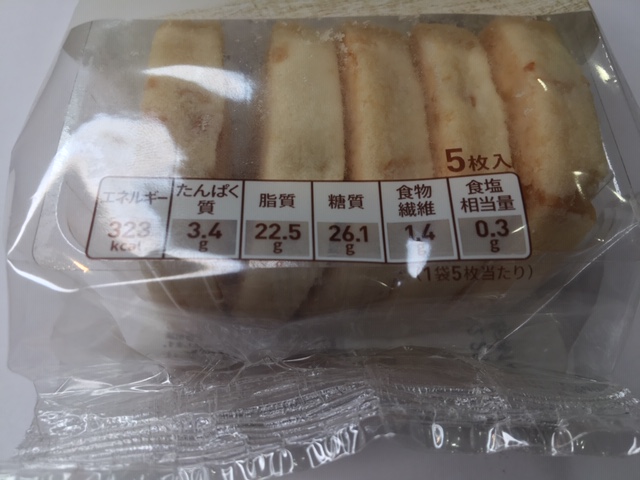 5枚入
エネルギー
323
kcal
たんぱく
質
3.4
g
脂質
22.5
g
糖質
26.1
g
食物
繊維
1.4
g
食塩
相当量
0.3
g
(1袋5枚当たり)